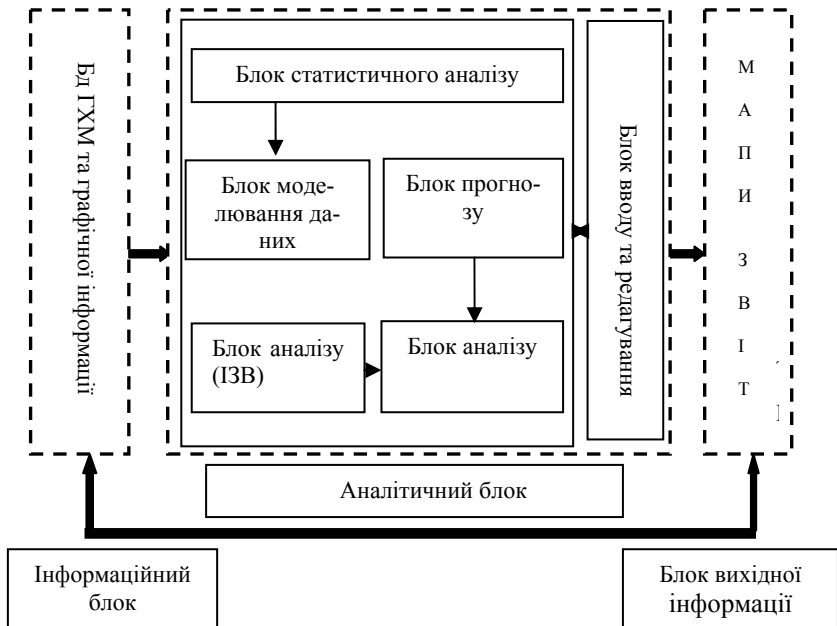 Бд ГХМ та графічної інформації
Блок статистичного аналізу
Блок моде-
лювання да-
них
Блок прогно-
зу
Блок аналізу
(ІЗВ)
Блок аналізу
Блок вводу та редагування
М
А
П
И
З
В
І
Т
Аналітичний блок
Інформаційний
блок
Блок вихідної
інформації